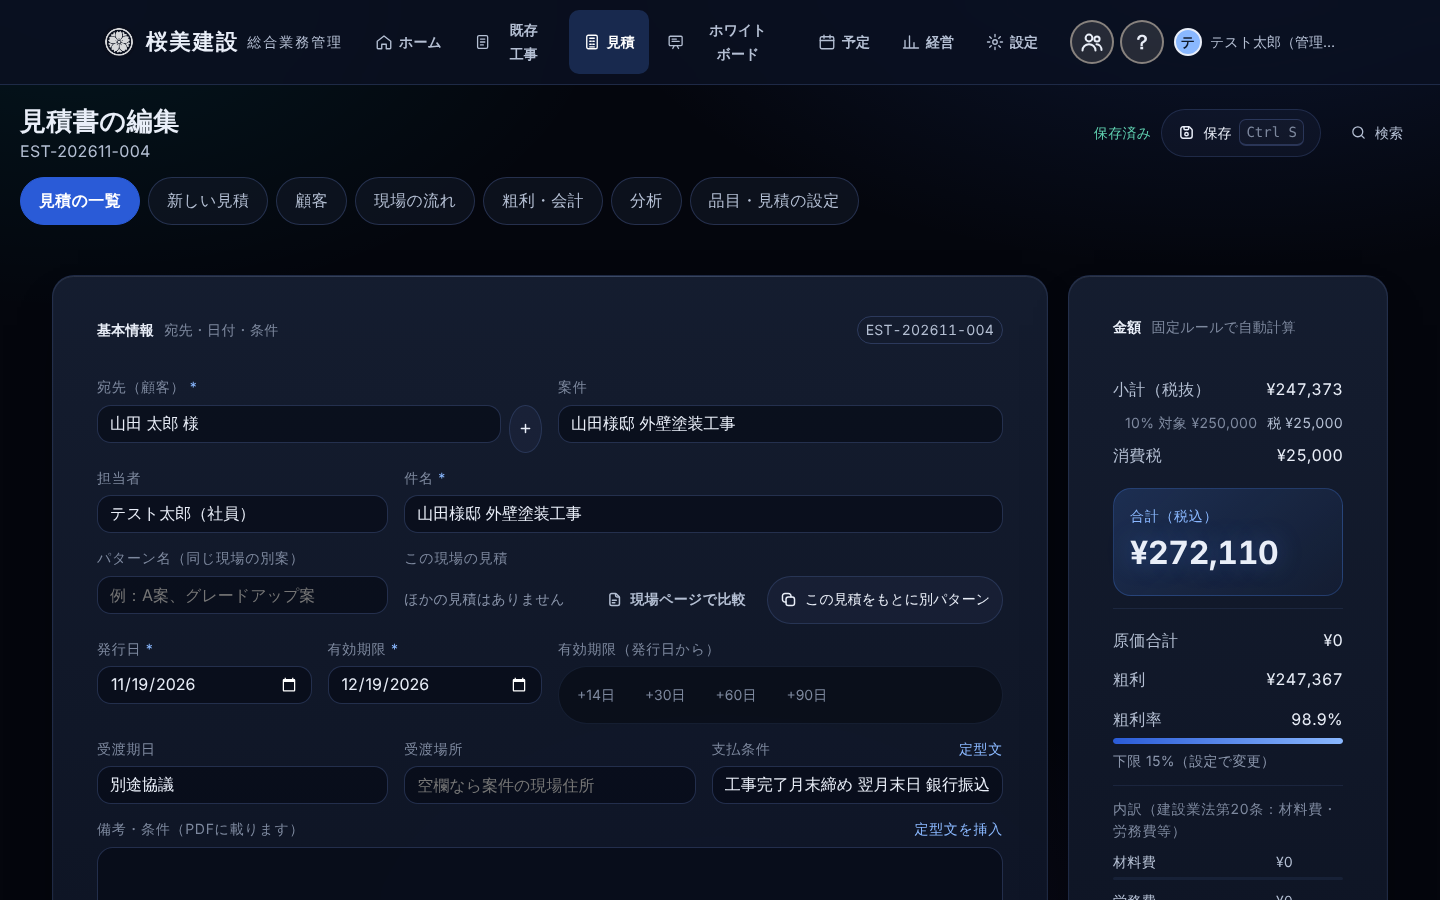 桜美建設 総合業務管理
ホーム
既存
工事
見積
ホワイト
ボード
予定
経営
設定
?
テ テスト太郎（管理...
見積書の編集
EST-202611-004
保存済み
保存 Ctrl S
検索
見積の一覧
新しい見積
顧客
現場の流れ
粗利・会計
分析
品目・見積の設定
基本情報 宛先・日付・条件
EST-202611-004
宛先（顧客） *
案件
山田 太郎 様
+
山田様邸 外壁塗装工事
担当者
件名 *
テスト太郎（社員）
山田様邸 外壁塗装工事
パターン名（同じ現場の別案）
この現場の見積
例：A案、グレードアップ案
ほかの見積はありません
現場ページで比較
この見積をもとに別パターン
発行日 *
有効期限 *
有効期限（発行日から）
11/19/2026
12/19/2026
+14日 +30日 +60日 +90日
受渡期日
受渡場所
支払条件
定型文
別途協議
空欄なら案件の現場住所
工事完了月末締め 翌月末日 銀行振込
備考・条件（PDFに載ります）
定型文を挿入
金額 固定ルールで自動計算
小計（税抜） ¥247,373
10% 対象 ¥250,000 税 ¥25,000
消費税 ¥25,000
合計（税込）
¥272,110
原価合計 ¥0
粗利 ¥247,367
粗利率 98.9%
下限 15%（設定で変更）
内訳（建設業法第20条：材料費・
労務費等）
材料費 ¥0
労務費 ¥0